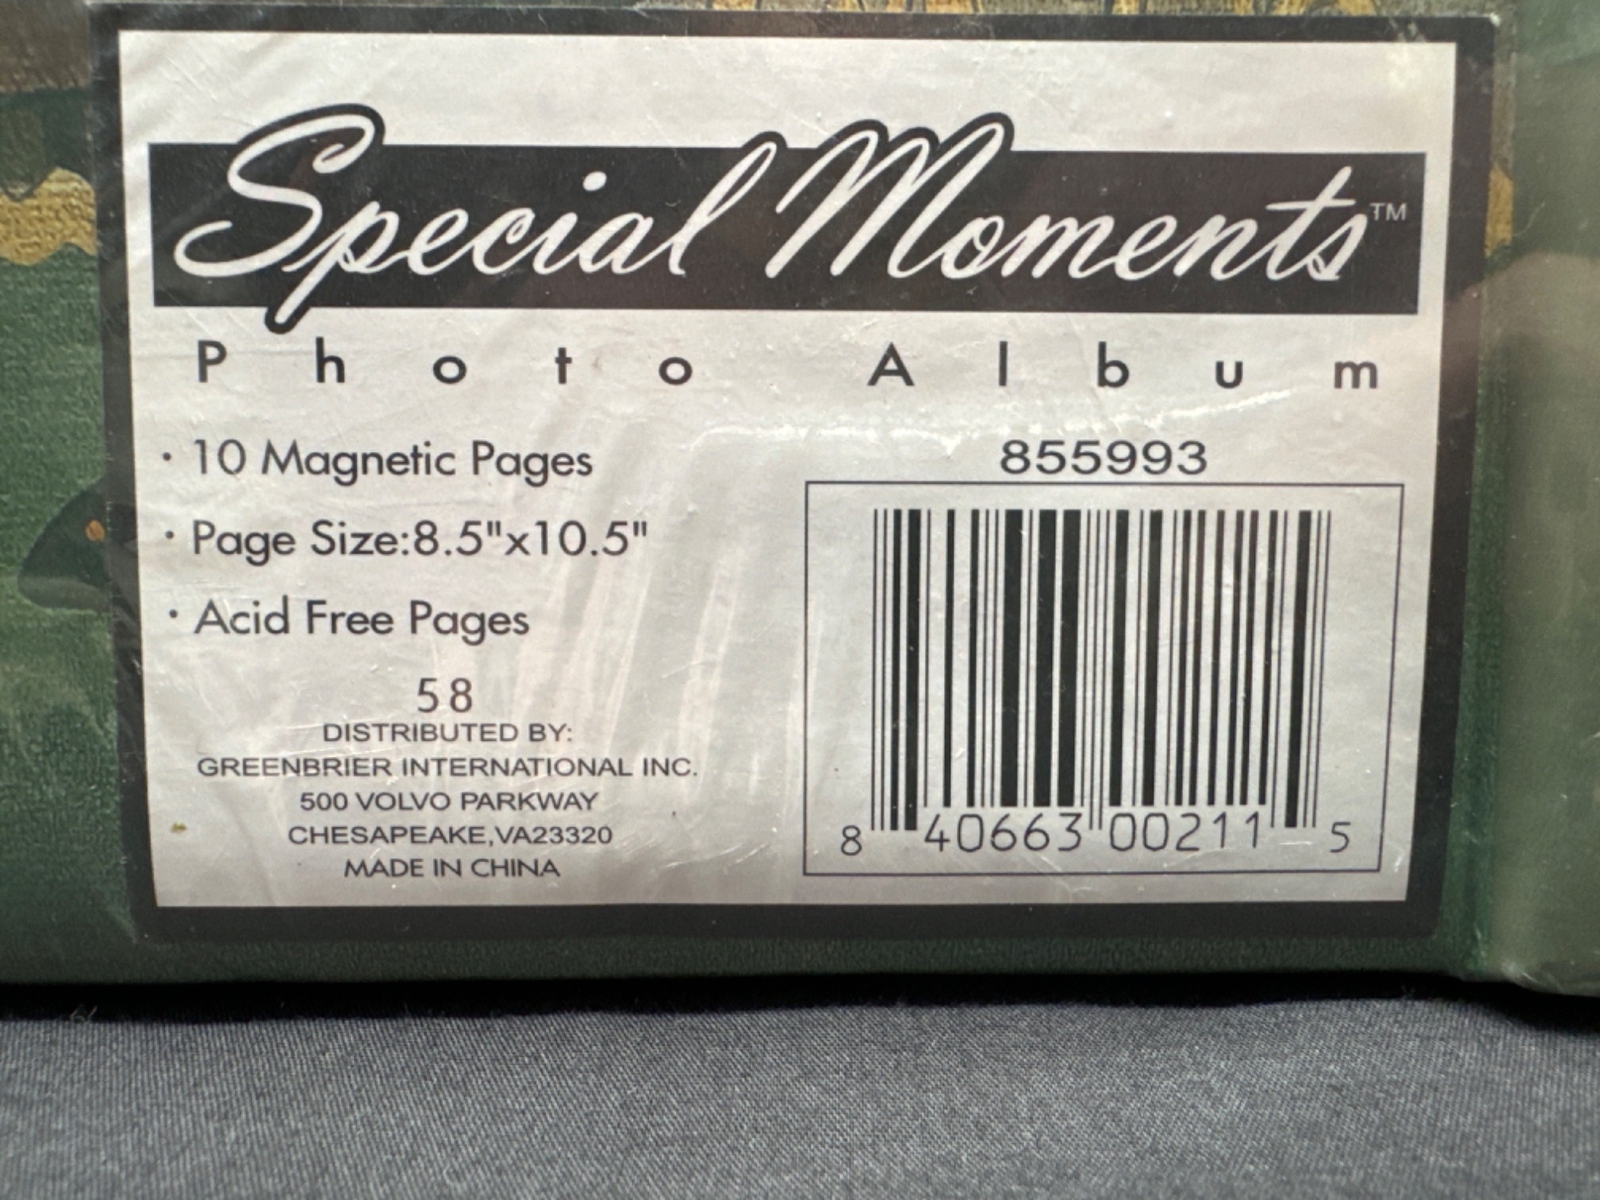 Special Moments™
Photo Album
· 10 Magnetic Pages
· Page Size:8.5"x10.5"
· Acid Free Pages
58
DISTRIBUTED BY:
GREENBRIER INTERNATIONAL INC.
500 VOLVO PARKWAY
CHESAPEAKE,VA23320
MADE IN CHINA
855993
8 40663 00211 5